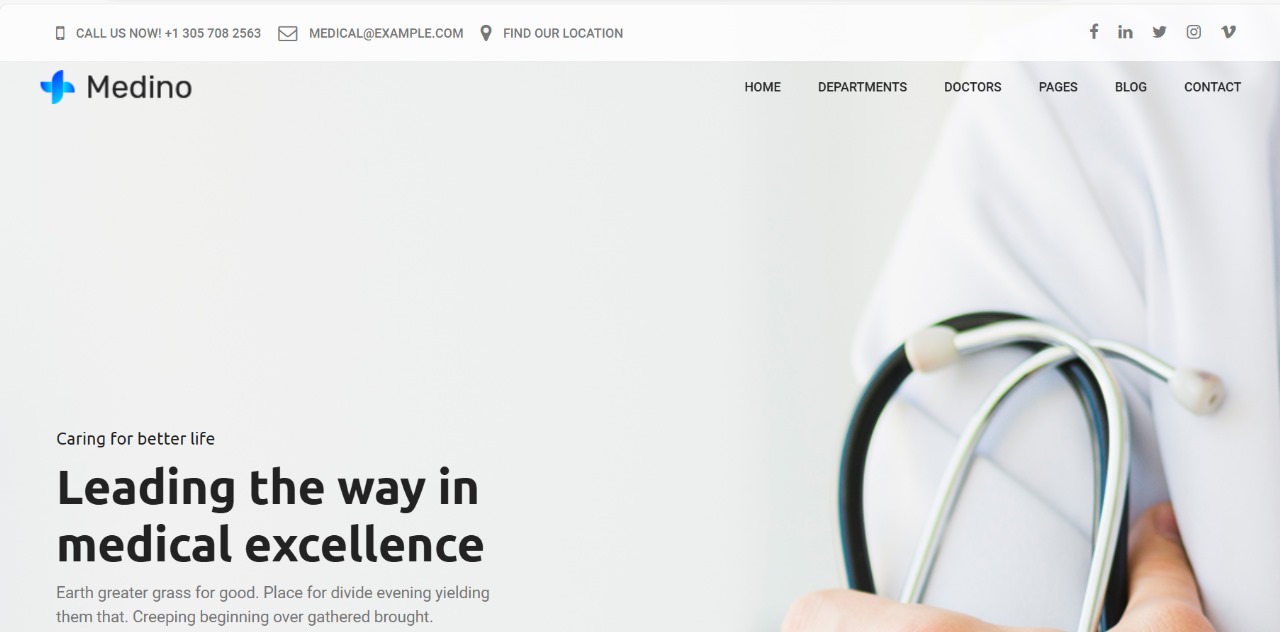 CALL US NOW! +1 305 708 2563 MEDICAL@EXAMPLE.COM FIND OUR LOCATION
Medino
HOME DEPARTMENTS DOCTORS PAGES BLOG CONTACT
Caring for better life
Leading the way in
medical excellence
Earth greater grass for good. Place for divide evening yielding
them that. Creeping beginning over gathered brought.